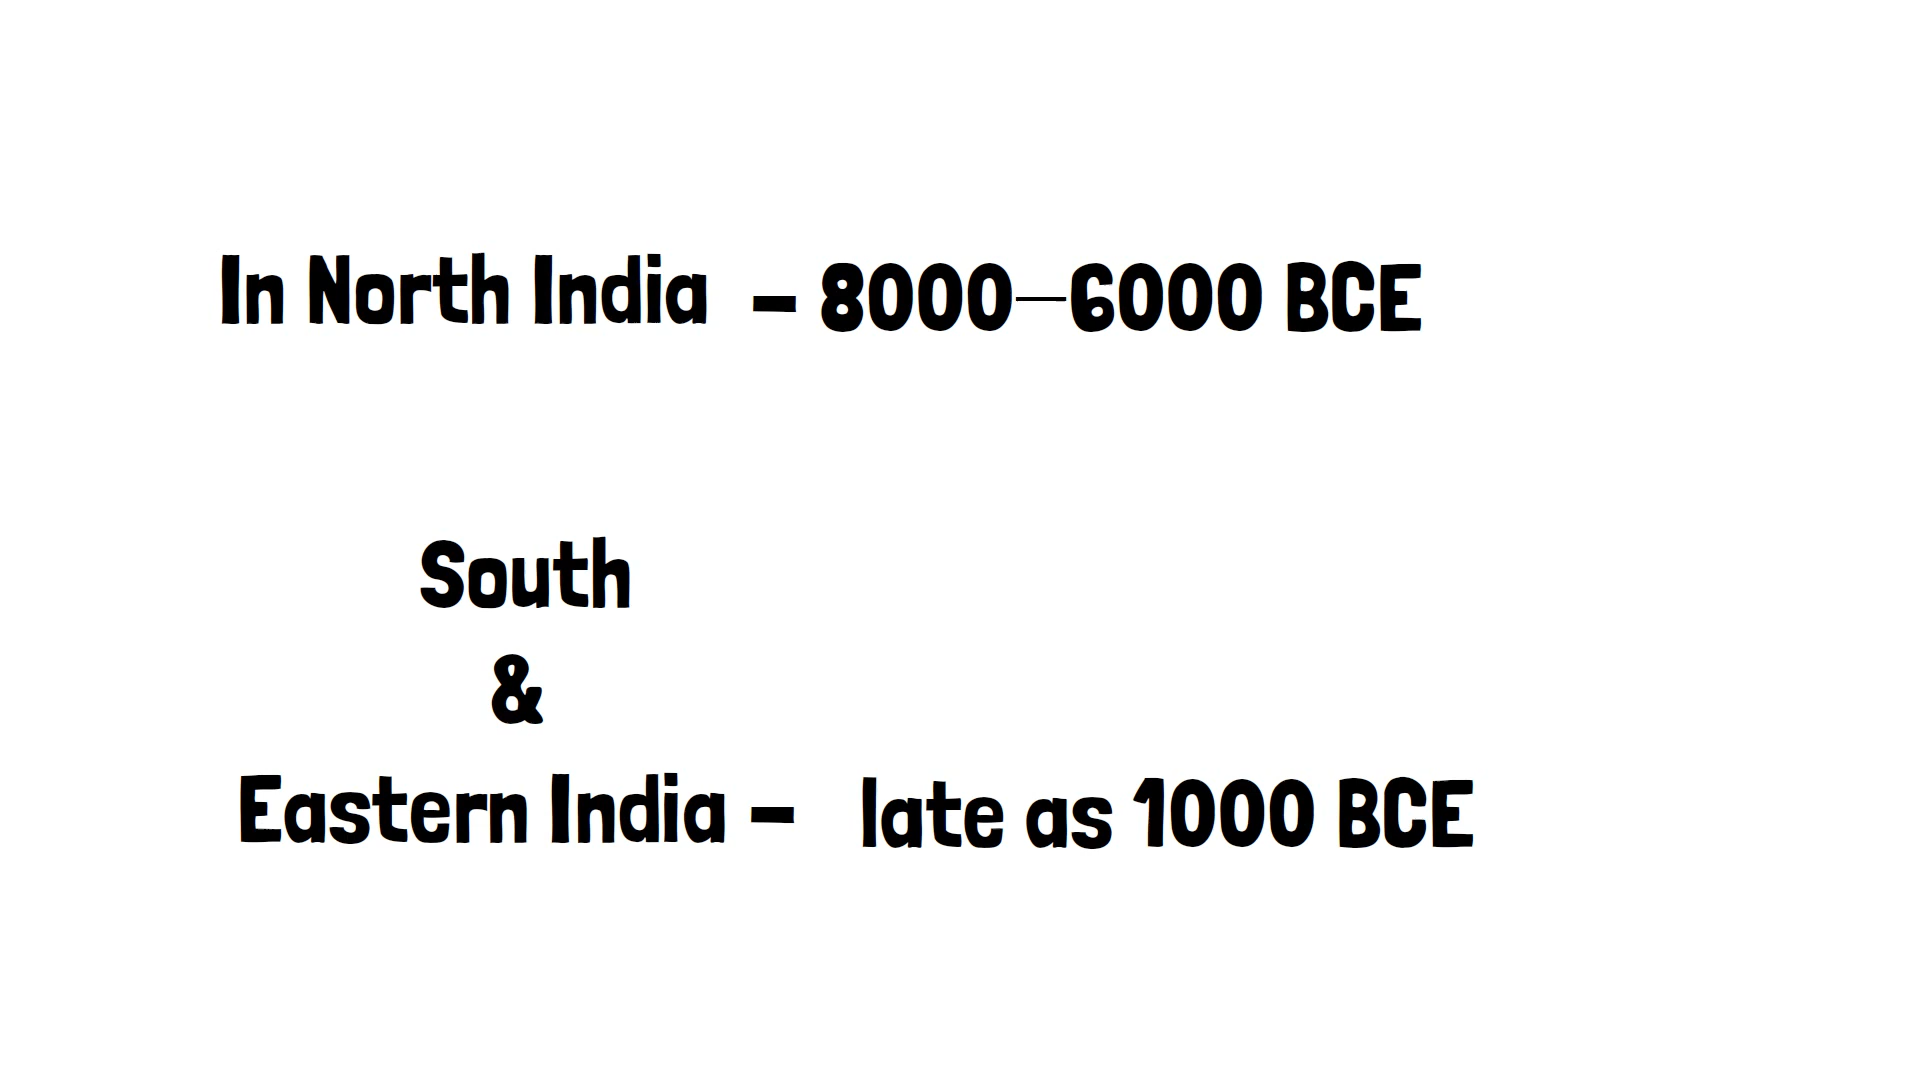 In North India - 8000—6000 BCE
South
&
Eastern India - late as 1000 BCE